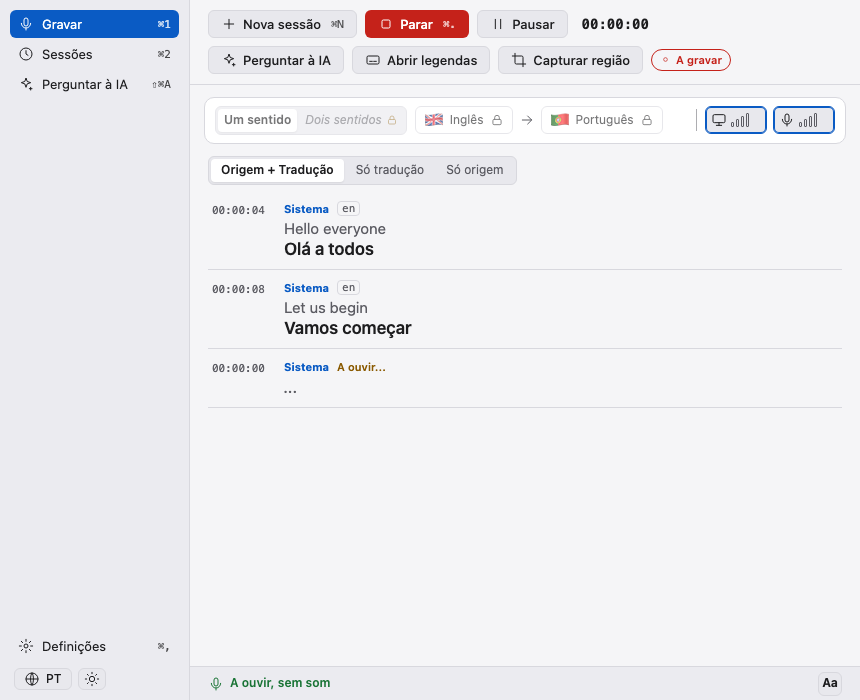 Gravar ⌘1
Sessões ⌘2
Perguntar à IA ⇧⌘A
Definições ⌘,
PT
Nova sessão ⌘N
Parar ⌘.
Pausar
00:00:00
Perguntar à IA
Abrir legendas
Capturar região
A gravar
Um sentido
Dois sentidos
Inglês
Português
Origem + Tradução
Só tradução
Só origem
00:00:04 Sistema en
Hello everyone
Olá a todos
00:00:08 Sistema en
Let us begin
Vamos começar
00:00:00 Sistema A ouvir...
...
A ouvir, sem som
Aa